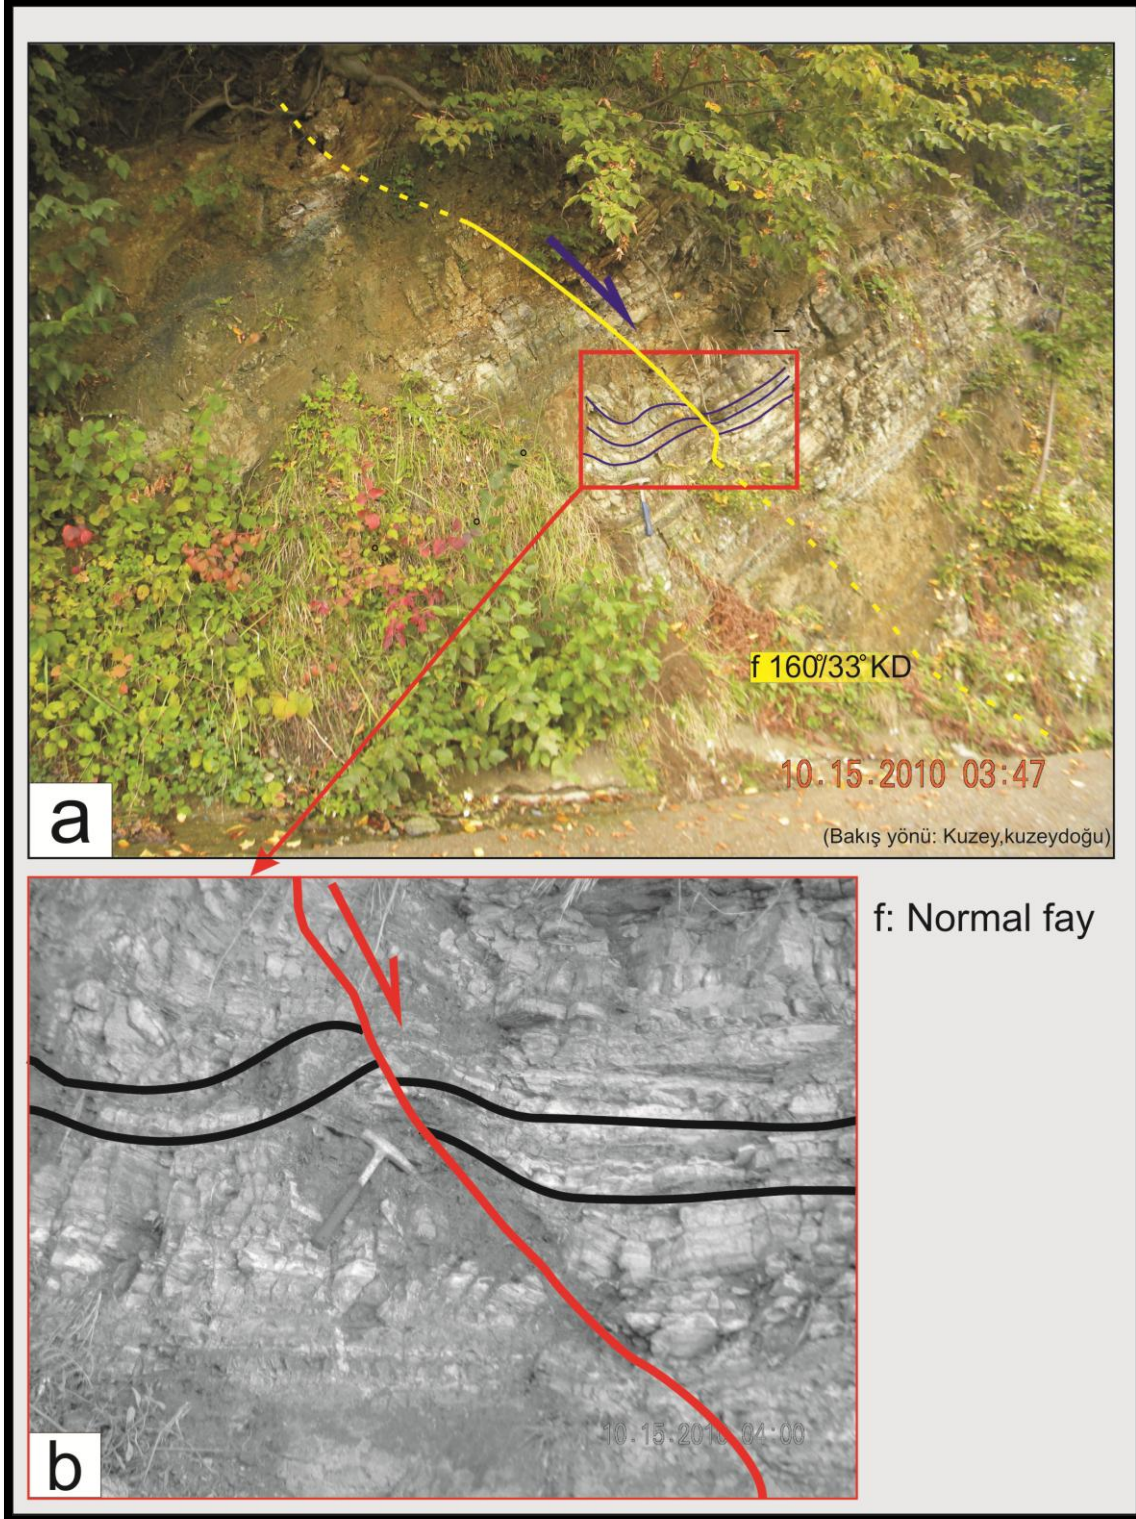 f 160°/33° KD
10.15.2010 03:47
a
(Bakış yönü: Kuzey,kuzeydoğu)
f: Normal fay
10.15.2010 04:00
b